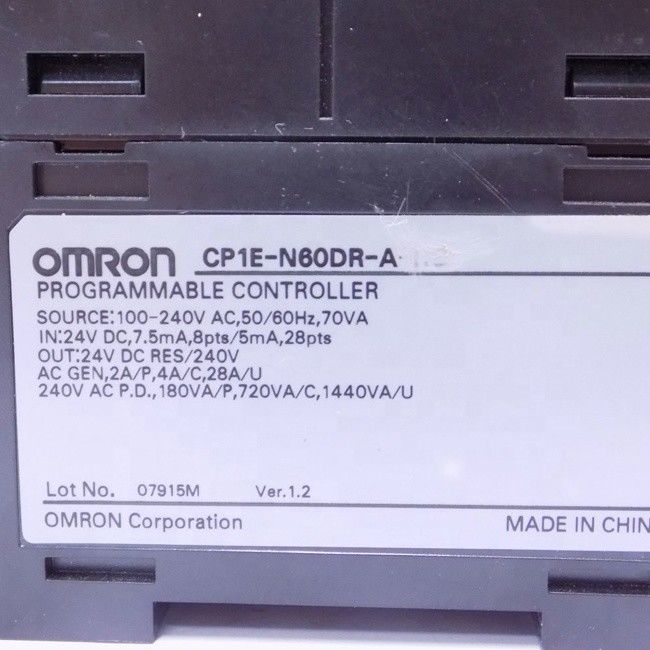 OMRON CP1E-N60DR-A
PROGRAMMABLE CONTROLLER
SOURCE:100-240V AC,50/60Hz,70VA
IN:24V DC,7.5mA,8pts/5mA,28pts
OUT:24V DC RES/240V
AC GEN,2A/P,4A/C,28A/U
240V AC P.D.,180VA/P,720VA/C,1440VA/U
Lot No. 07915M Ver.1.2
OMRON Corporation MADE IN CHIN